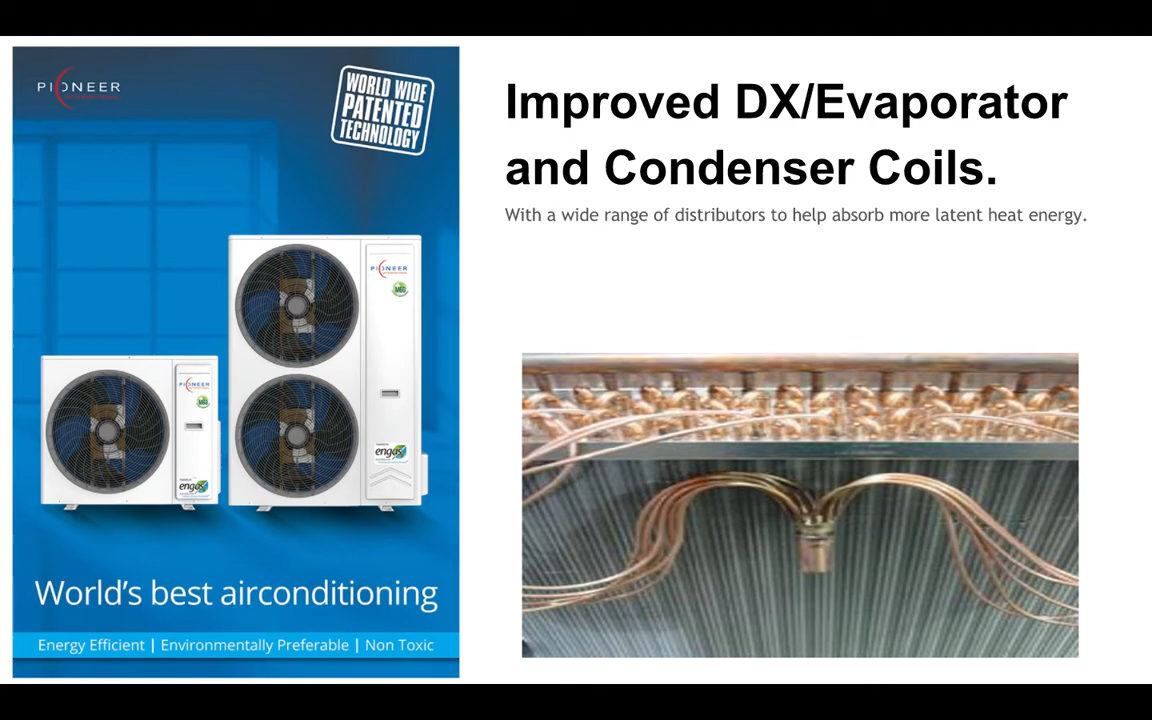 PIONEER
WORLD WIDE
PATENTED
TECHNOLOGY
PIONEER
PIONEER
engas
engas
World's best airconditioning
Energy Efficient | Environmentally Preferable | Non Toxic
Improved DX/Evaporator
and Condenser Coils.
With a wide range of distributors to help absorb more latent heat energy.